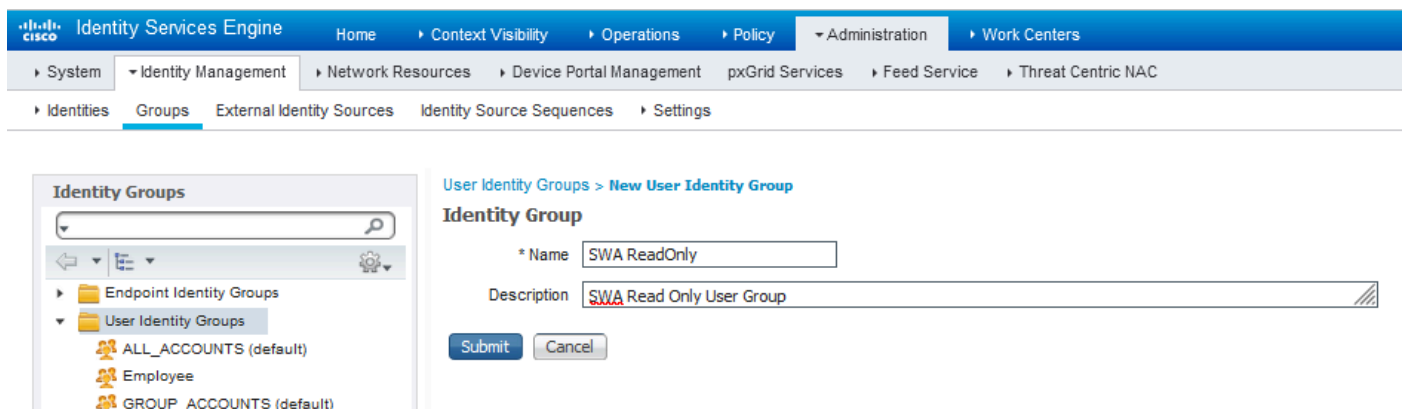 cisco Identity Services Engine Home Context Visibility Operations Policy Administration Work Centers
System Identity Management Network Resources Device Portal Management pxGrid Services Feed Service Threat Centric NAC
Identities Groups External Identity Sources Identity Source Sequences Settings
Identity Groups
Endpoint Identity Groups
User Identity Groups
ALL_ACCOUNTS (default)
Employee
GROUP_ACCOUNTS (default)
User Identity Groups > New User Identity Group
Identity Group
* Name SWA ReadOnly
Description SWA Read Only User Group
Submit Cancel